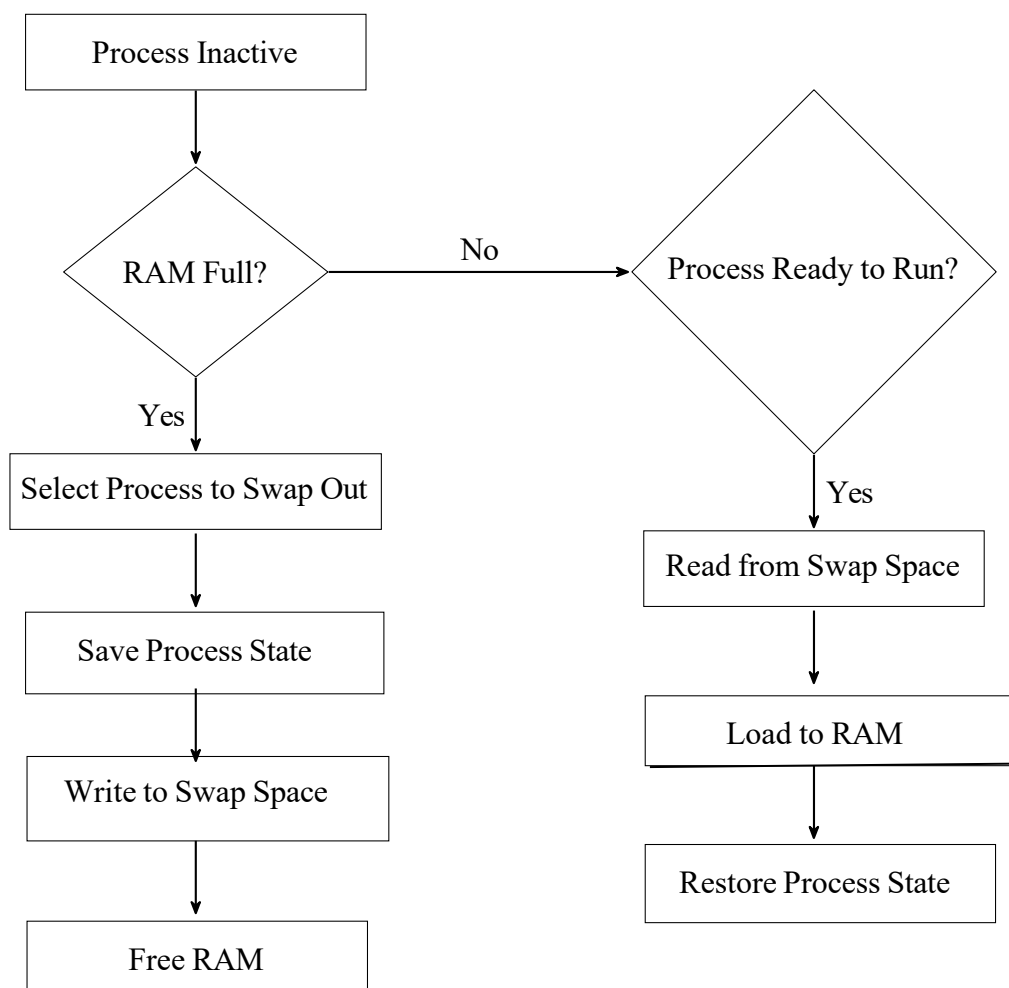 Process Inactive
RAM Full?
No
Process Ready to Run?
Yes
Select Process to Swap Out
Yes
Read from Swap Space
Save Process State
Load to RAM
Write to Swap Space
Restore Process State
Free RAM